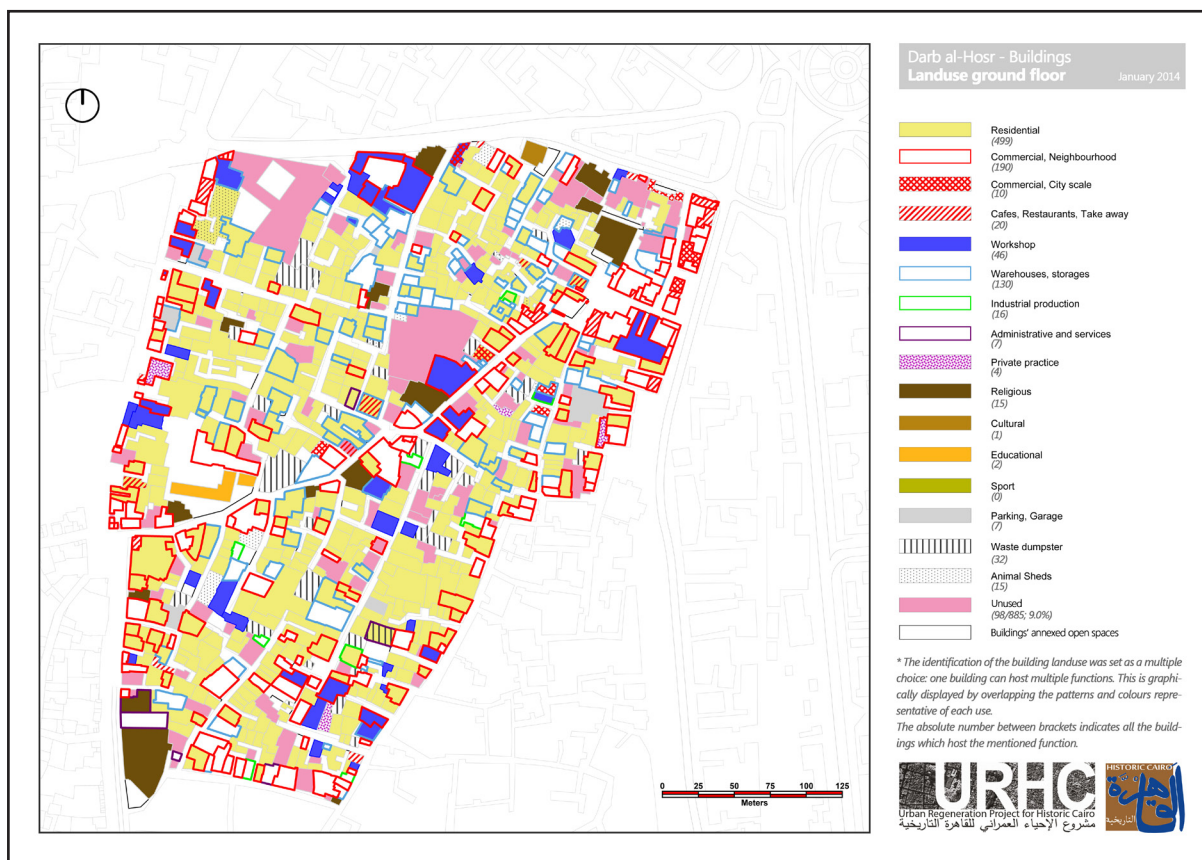 Darb al-Hosr - Buildings
Landuse ground floor
January 2014
Residential
(499)
Commercial, Neighbourhood
(190)
Commercial, City scale
(10)
Cafes, Restaurants, Take away
(20)
Workshop
(46)
Warehouses, storages
(130)
Industrial production
(16)
Administrative and services
(7)
Private practice
(4)
Religious
(15)
Cultural
(1)
Educational
(2)
Sport
(0)
Parking, Garage
(7)
Waste dumpster
(32)
Animal Sheds
(15)
Unused
(98/885; 9.0%)
Buildings' annexed open spaces
* The identification of the building landuse was set as a multiple
choice: one building can host multiple functions. This is graphi-
cally displayed by overlapping the patterns and colours repre-
sentative of each use.
The absolute number between brackets indicates all the build-
ings which host the mentioned function.
0 25 50 75 100 125
Meters
URHC
Urban Regeneration Project for Historic Cairo
مشروع الإحياء العمراني للقاهرة التاريخية
HISTORIC CAIRO
القاهرة
التاريخية